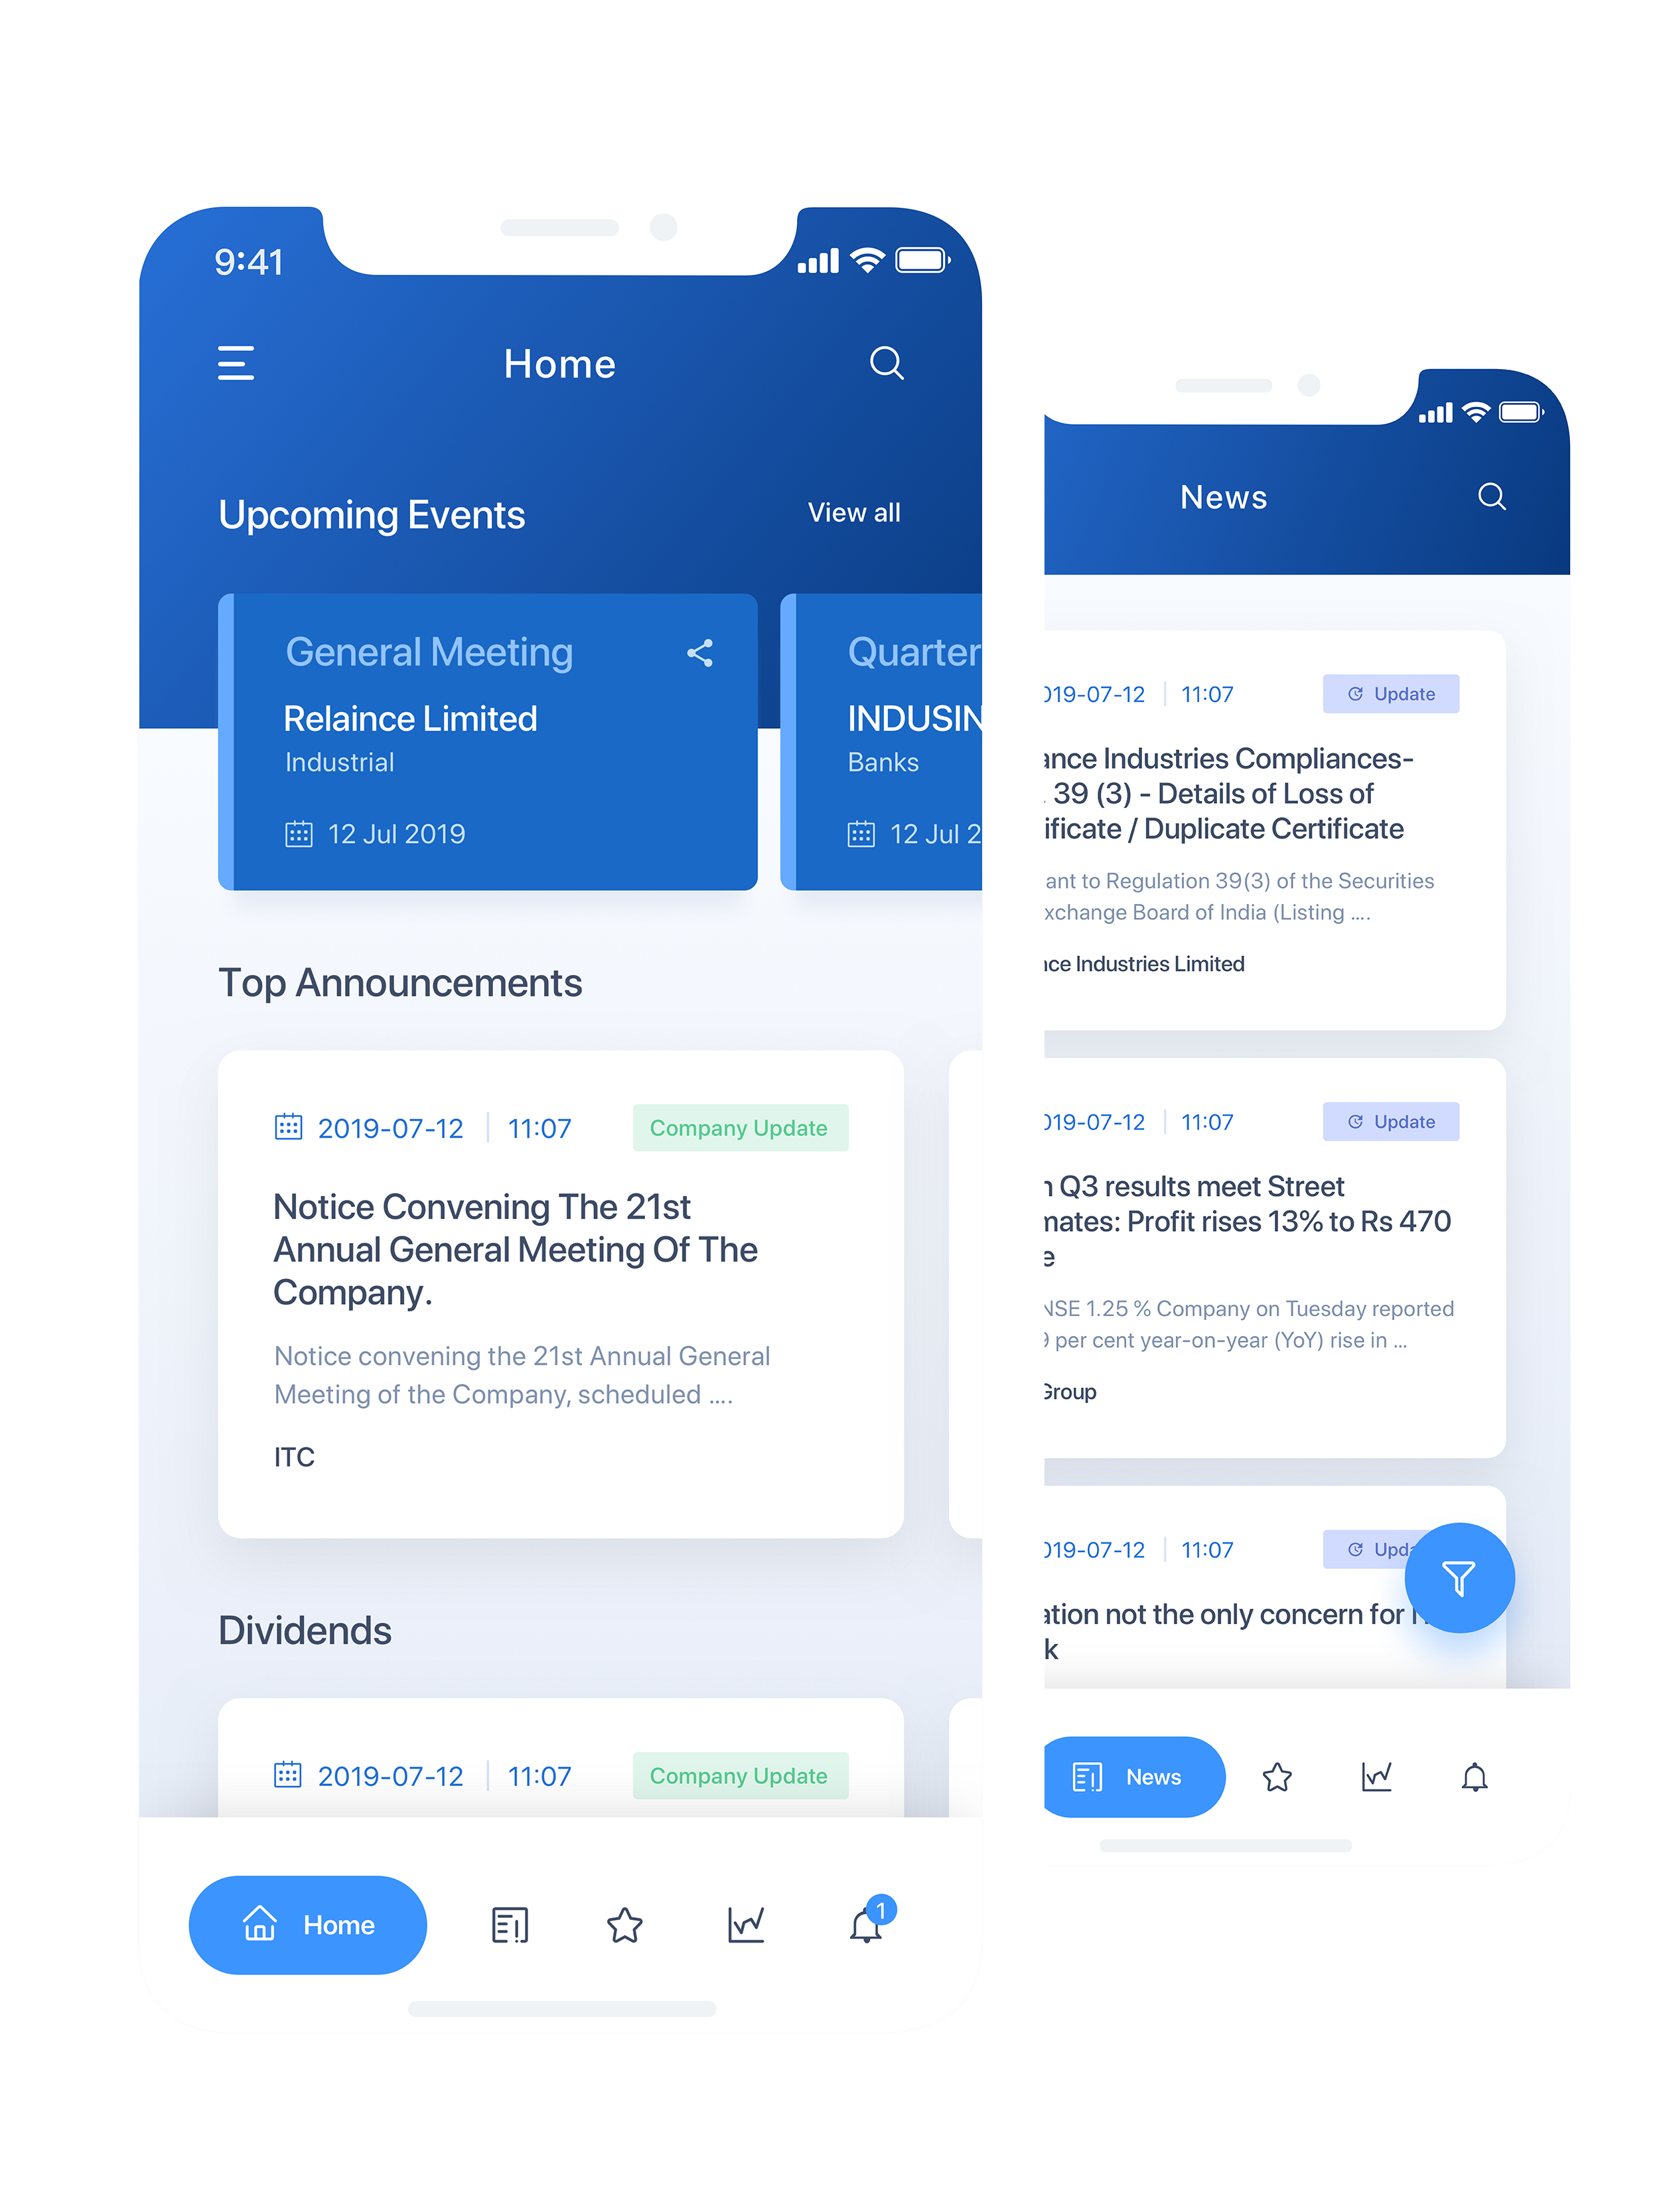 9:41
Home
Upcoming Events
View all
General Meeting
Relaince Limited
Industrial
12 Jul 2019
Quarter
INDUSIN
Banks
12 Jul 2
Top Announcements
2019-07-12 11:07 Company Update
Notice Convening The 21st
Annual General Meeting Of The
Company.
Notice convening the 21st Annual General
Meeting of the Company, scheduled ....
ITC
Dividends
2019-07-12 11:07 Company Update
Home
1
News
019-07-12 11:07 Update
ance Industries Compliances-
. 39 (3) - Details of Loss of
ificate / Duplicate Certificate
ant to Regulation 39(3) of the Securities
xchange Board of India (Listing ....
nce Industries Limited
019-07-12 11:07 Update
n Q3 results meet Street
mates: Profit rises 13% to Rs 470
e
NSE 1.25 % Company on Tuesday reported
9 per cent year-on-year (YoY) rise in ...
Group
019-07-12 11:07 Upda
ation not the only concern for
k
News